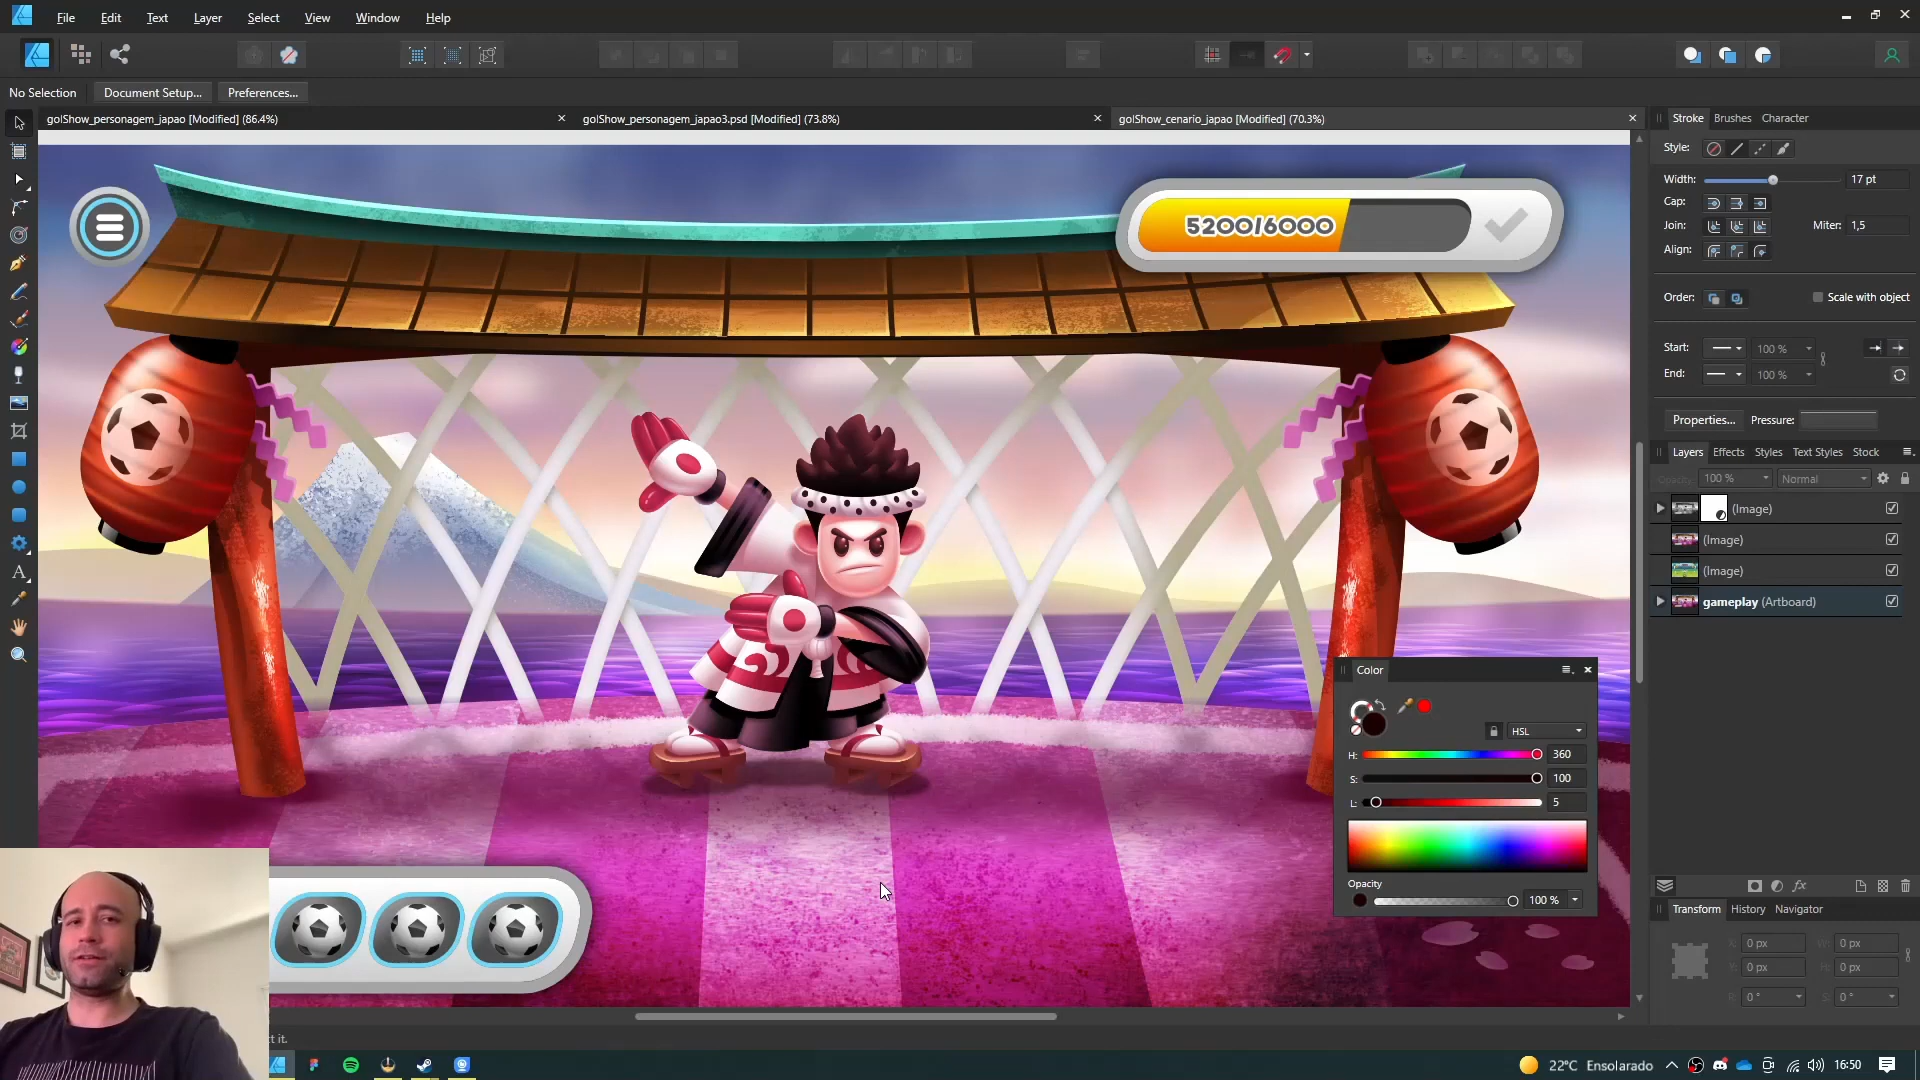 File Edit Text Layer Select View Window Help
No Selection Document Setup... Preferences...
golShow_personagem_japao [Modified] (86.4%)
golShow_personagem_japao3.psd [Modified] (73.8%)
golShow_cenario_japao [Modified] (70.3%)
5200/6000
Stroke Brushes Character
Style:
Width: 17 pt
Cap:
Join: Miter: 1,5
Align:
Order: Scale with object
Start: 100 %
End: 100 %
Properties... Pressure:
Layers Effects Styles Text Styles Stock
Opacity: 100 % Normal
(Image)
(Image)
(Image)
gameplay (Artboard)
Color
HSL
H: 360
S: 100
L: 5
Opacity
100 %
Transform History Navigator
X: 0 px W: 0 px
Y: 0 px H: 0 px
R: 0 ° S: 0 °
ct it.
22°C Ensolarado 16:50